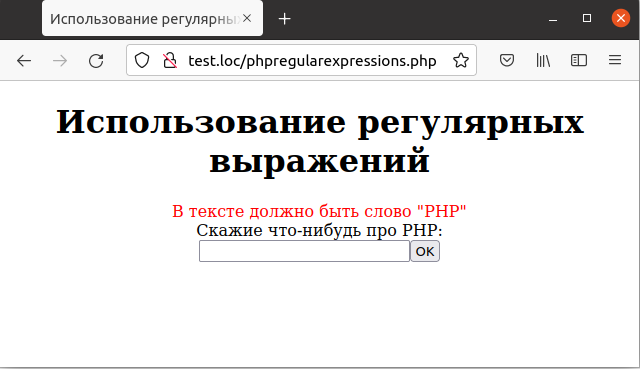 Использование регулярны
test.loc/phpregularexpressions.php
Использование регулярных
выражений
В тексте должно быть слово "PHP"
Скажие что-нибудь про PHP:
OK